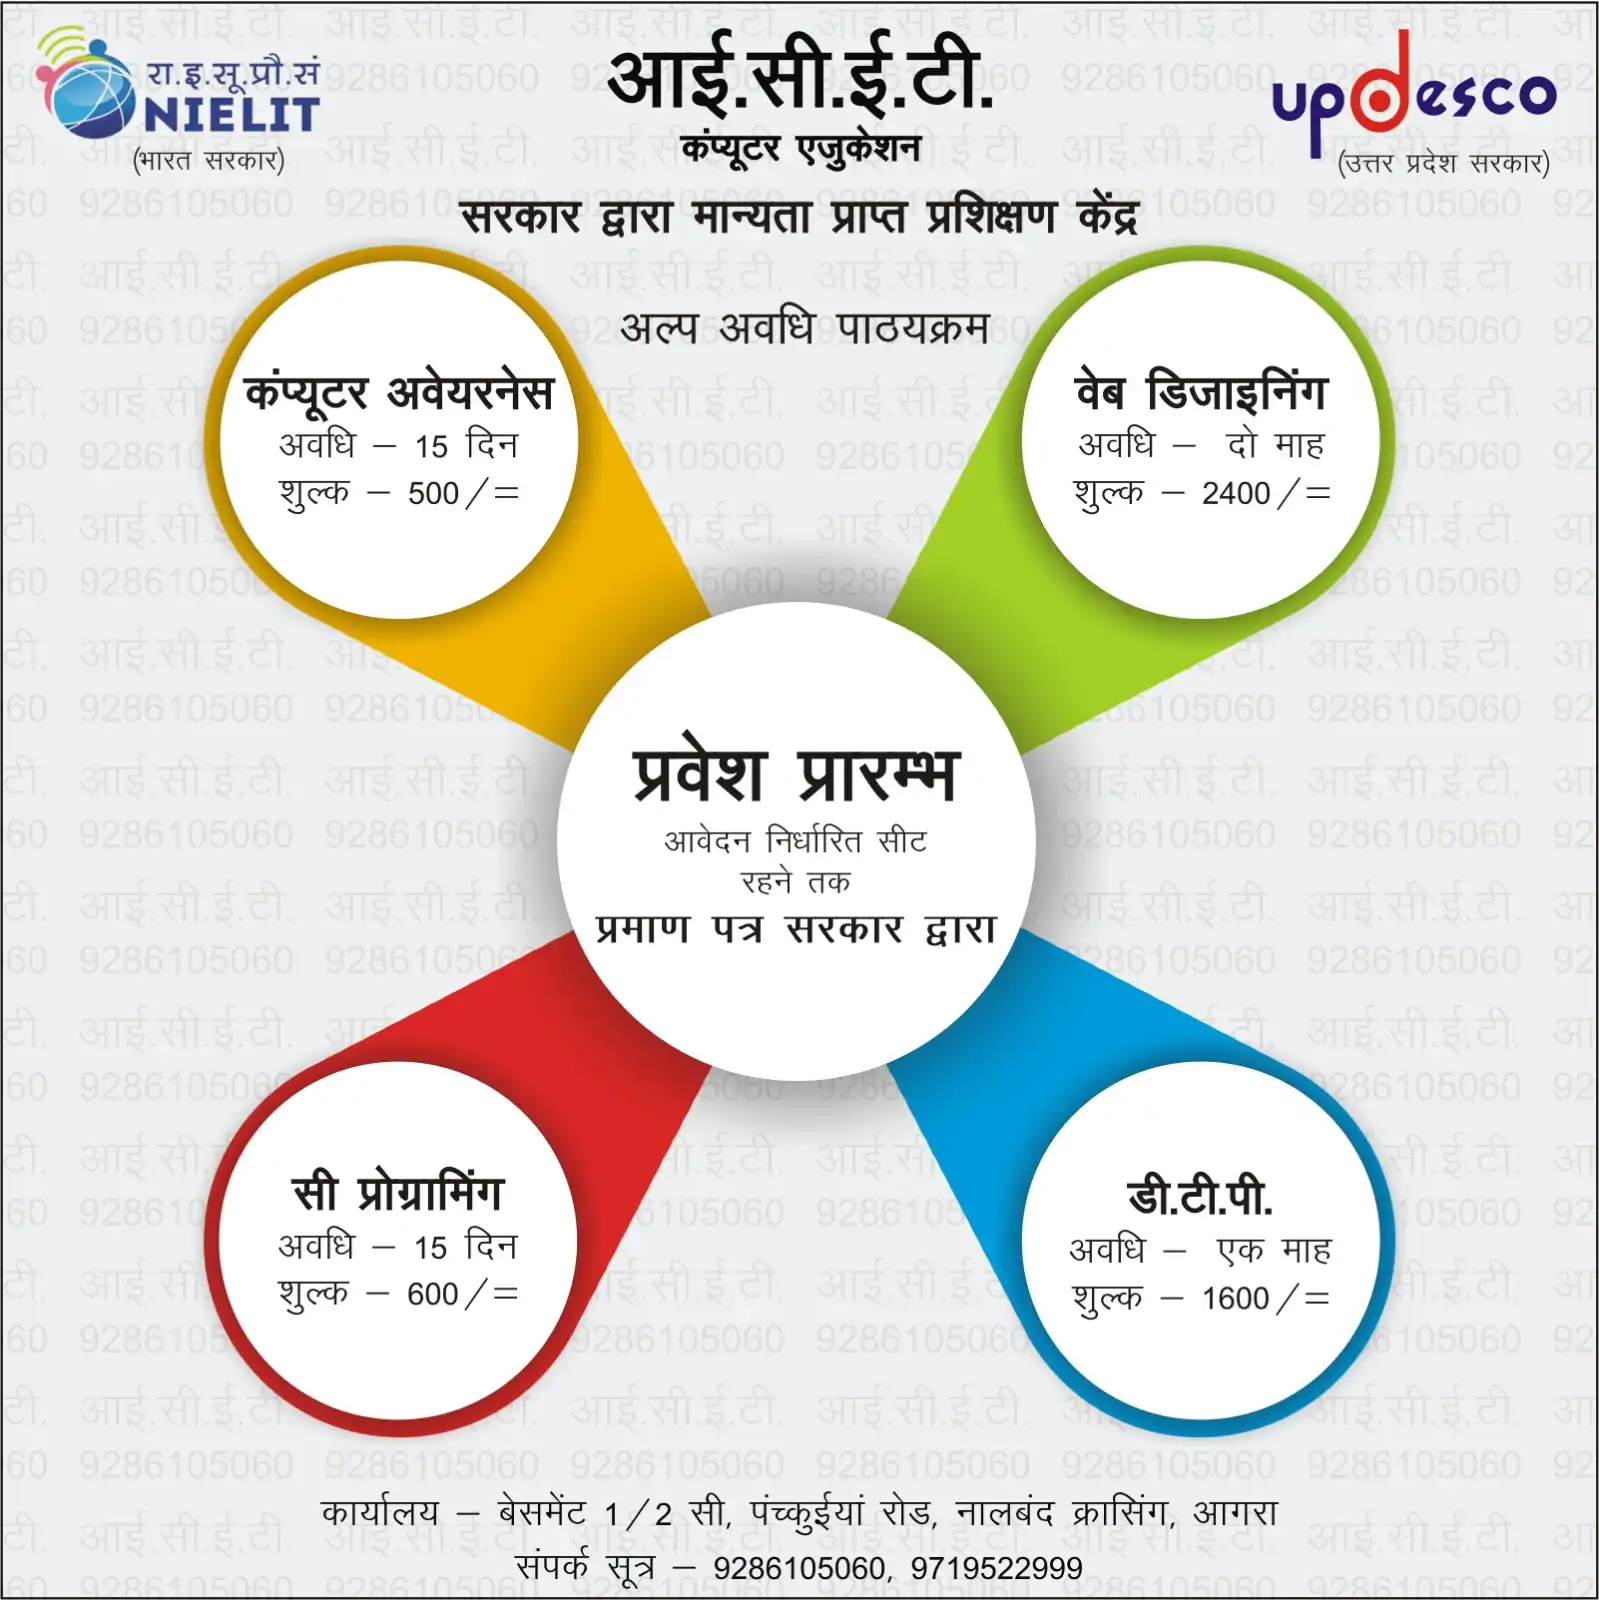 रा.इ.सू.प्रौ.सं
NIELIT
(भारत सरकार)
आई.सी.ई.टी.
कंप्यूटर एजुकेशन
updesco
(उत्तर प्रदेश सरकार)
सरकार द्वारा मान्यता प्राप्त प्रशिक्षण केंद्र
अल्प अवधि पाठयक्रम
कंप्यूटर अवेयरनेस
अवधि – 15 दिन
शुल्क – 500/=
वेब डिजाइनिंग
अवधि – दो माह
शुल्क – 2400/=
प्रवेश प्रारम्भ
आवेदन निर्धारित सीट
रहने तक
प्रमाण पत्र सरकार द्वारा
सी प्रोग्रामिंग
अवधि – 15 दिन
शुल्क – 600/=
डी.टी.पी.
अवधि – एक माह
शुल्क – 1600/=
कार्यालय – बेसमेंट 1/2 सी, पंच्कुईयां रोड, नालबंद क्रासिंग, आगरा
संपर्क सूत्र – 9286105060, 9719522999